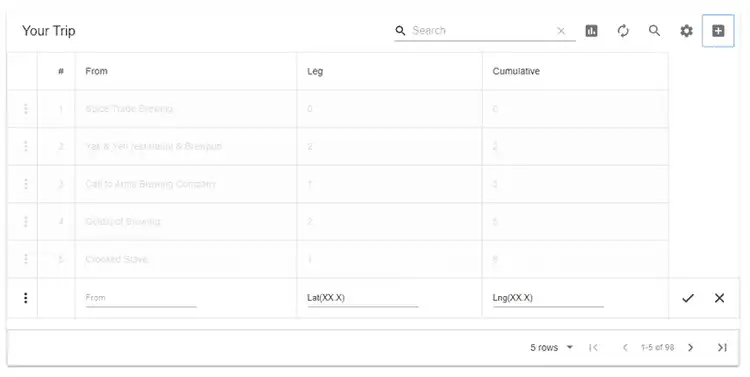 Your Trip Search
# From Leg Cumulative
1 Trade Brewing 0 0
2 Yak & Yeti Restaurant & Brewpub 2 2
3 Call to Arms Brewing Company 1 3
4 Brewing 2 5
5 Crooked Stave 1 6
From Lat(XX.X) Lng(XX.X)
5 rows 1-5 of 98